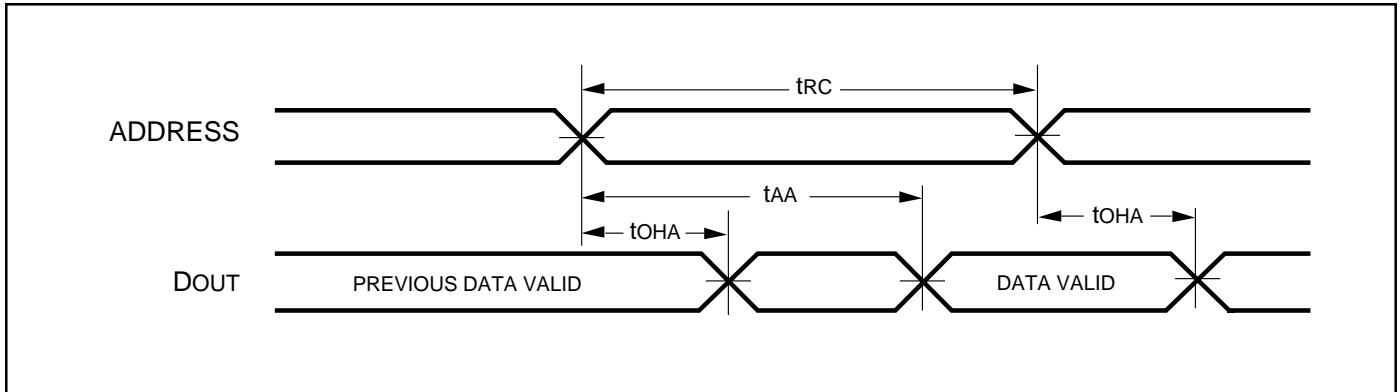 tRC
ADDRESS
tAA
tOHA
tOHA
DOUT
PREVIOUS DATA VALID
DATA VALID